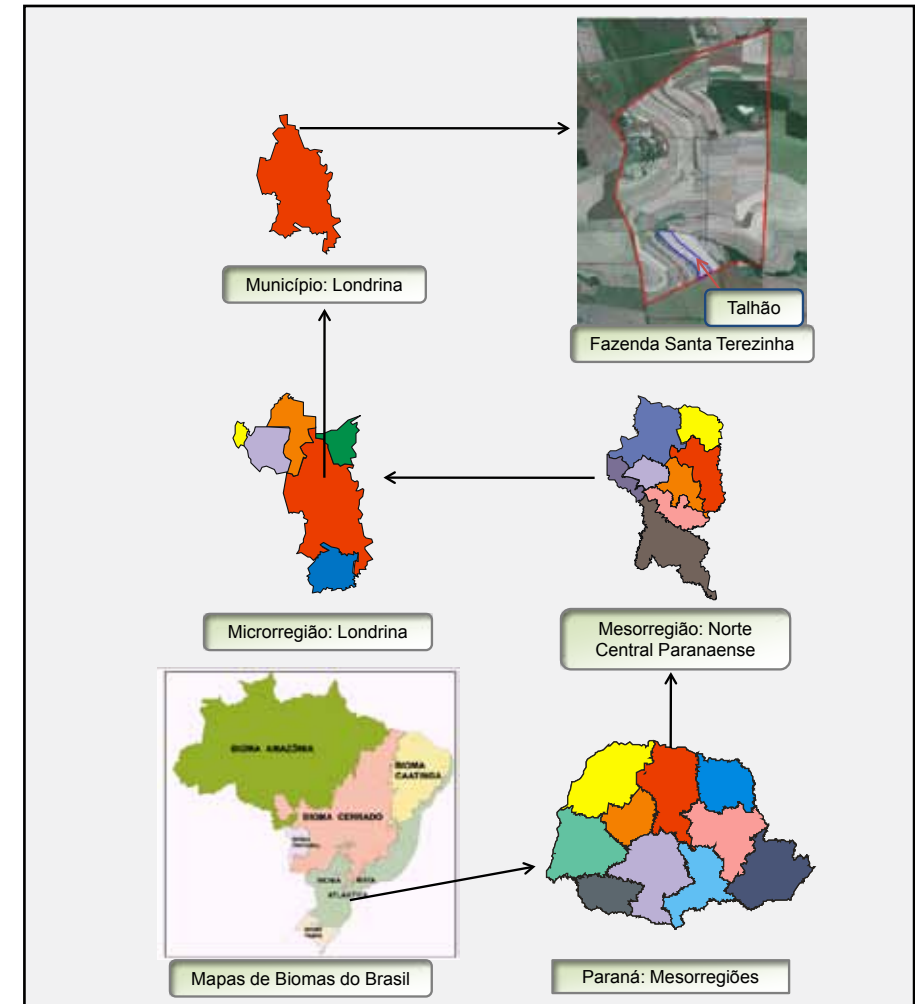 Município: Londrina
Talhão
Fazenda Santa Terezinha
Microrregião: Londrina
Mesorregião: Norte
Central Paranaense
BIOMA AMAZÔNIA
BIOMA
CAATINGA
BIOMA CERRADO
BIOMA MATA
ATLÂNTICA
Mapas de Biomas do Brasil
Paraná: Mesorregiões